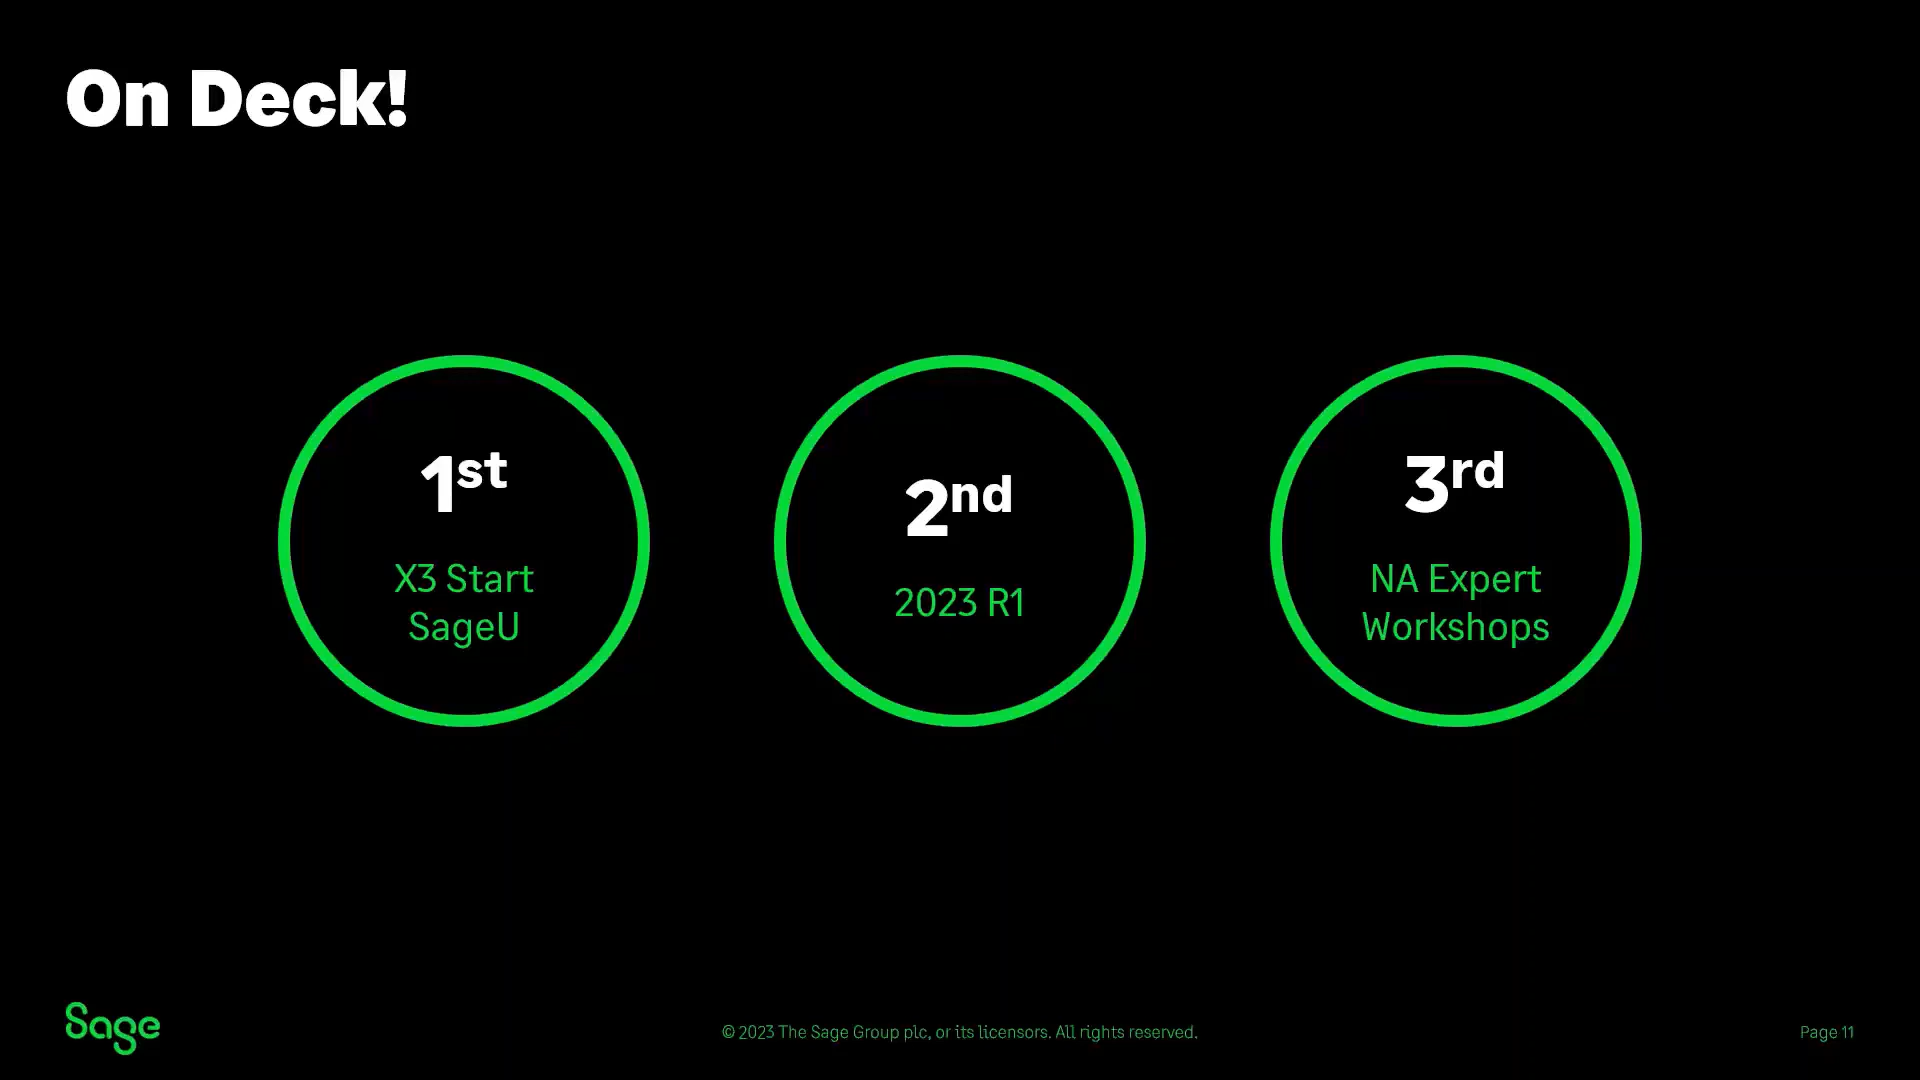 On Deck!
1st
X3 Start
SageU
2nd
2023 R1
3rd
NA Expert
Workshops
Sage
© 2023 The Sage Group plc, or its licensors. All rights reserved.
Page 11